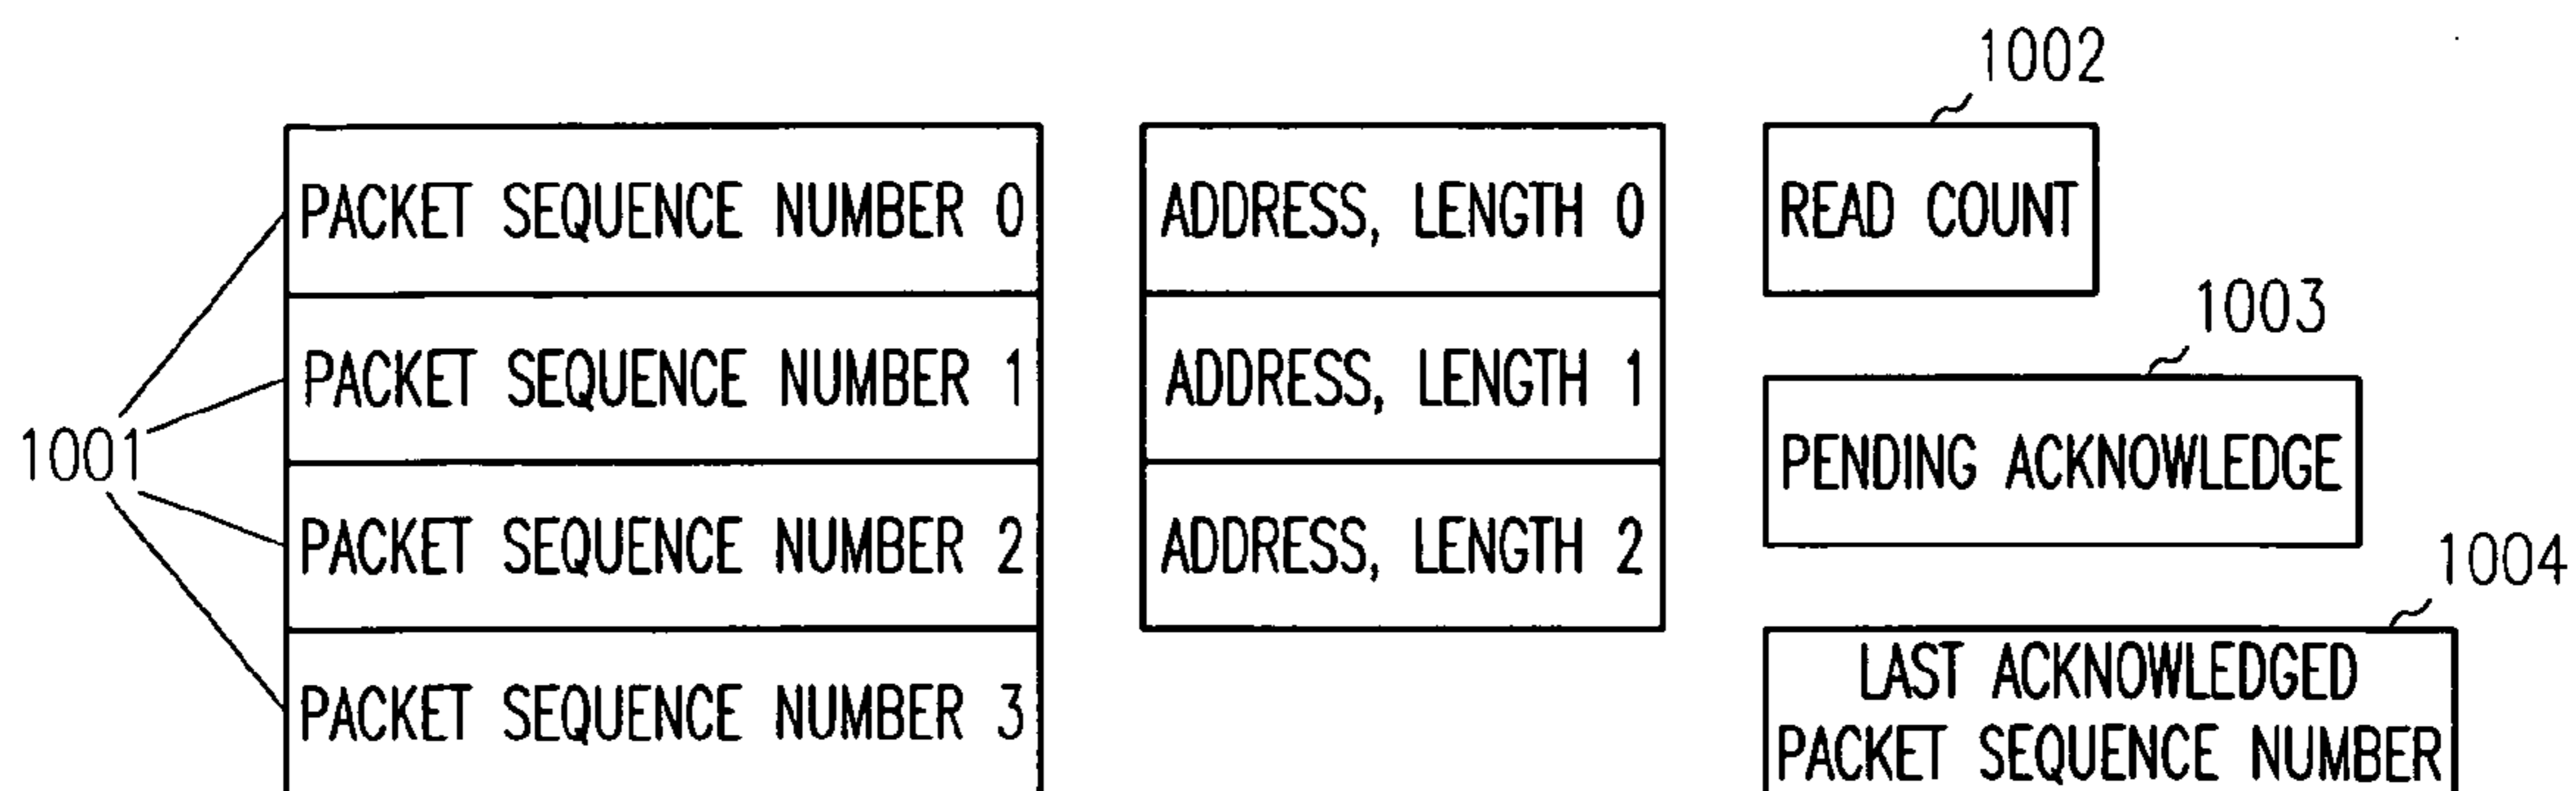 1002
PACKET SEQUENCE NUMBER 0
ADDRESS, LENGTH 0
READ COUNT
1003
PACKET SEQUENCE NUMBER 1
ADDRESS, LENGTH 1
1001
PENDING ACKNOWLEDGE
PACKET SEQUENCE NUMBER 2
ADDRESS, LENGTH 2
1004
PACKET SEQUENCE NUMBER 3
LAST ACKNOWLEDGED
PACKET SEQUENCE NUMBER